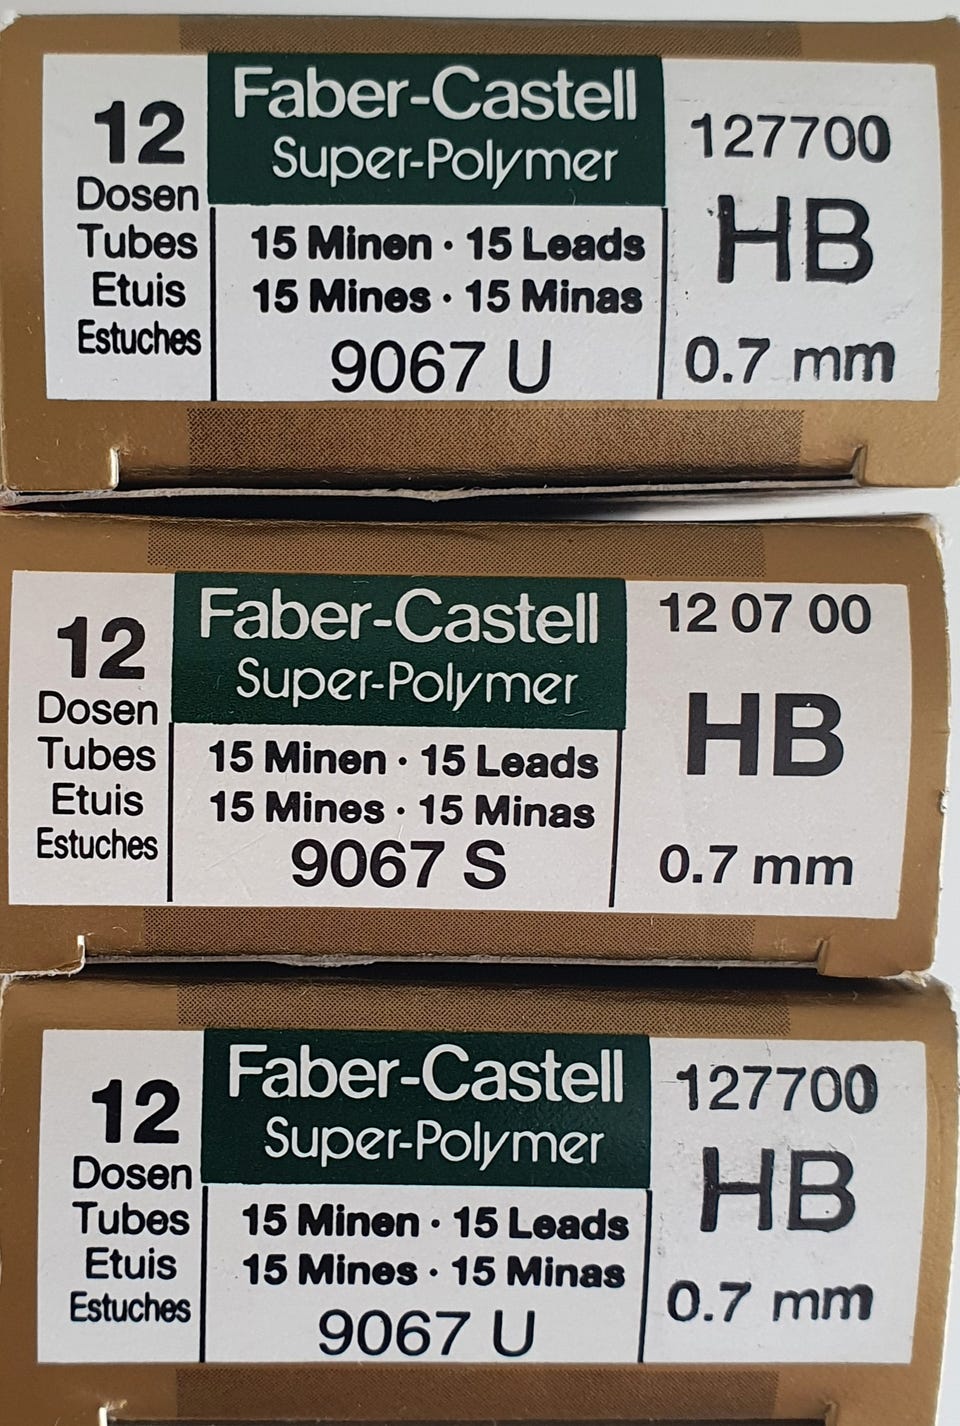 12
Dosen
Tubes
Etuis
Estuches
Faber-Castell
Super-Polymer
15 Minen · 15 Leads
15 Mines · 15 Minas
9067 U
127700
HB
0.7 mm
12
Dosen
Tubes
Etuis
Estuches
Faber-Castell
Super-Polymer
15 Minen · 15 Leads
15 Mines · 15 Minas
9067 S
12 07 00
HB
0.7 mm
12
Dosen
Tubes
Etuis
Estuches
Faber-Castell
Super-Polymer
15 Minen · 15 Leads
15 Mines · 15 Minas
9067 U
127700
HB
0.7 mm